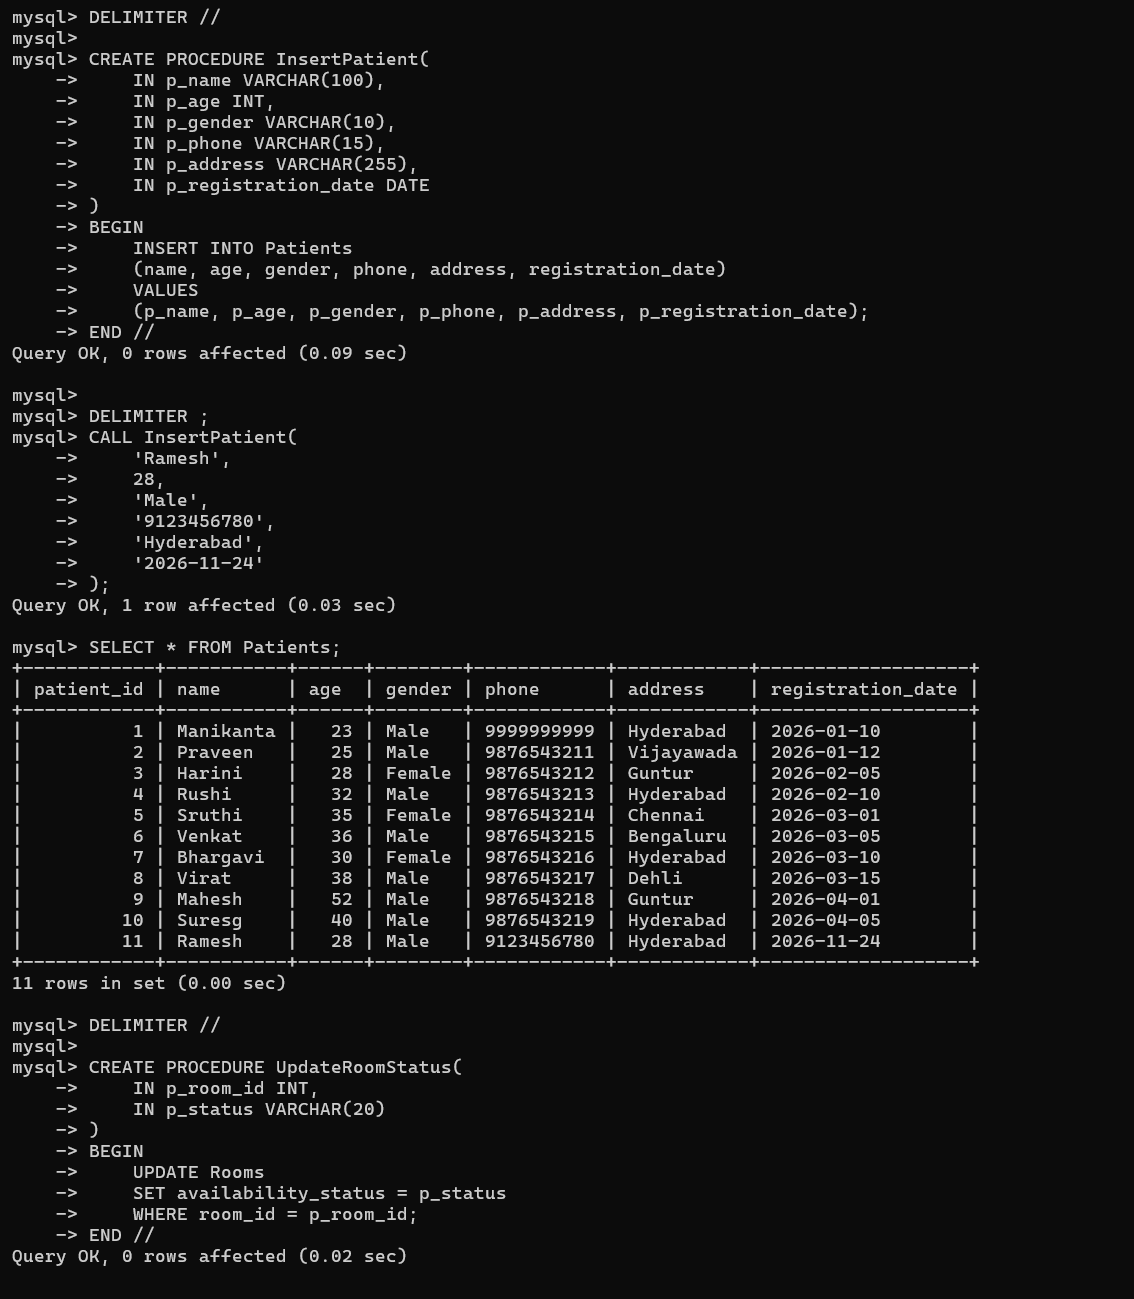 mysql> DELIMITER //
mysql>
mysql> CREATE PROCEDURE InsertPatient(
    ->     IN p_name VARCHAR(100),
    ->     IN p_age INT,
    ->     IN p_gender VARCHAR(10),
    ->     IN p_phone VARCHAR(15),
    ->     IN p_address VARCHAR(255),
    ->     IN p_registration_date DATE
    -> )
    -> BEGIN
    ->     INSERT INTO Patients
    ->     (name, age, gender, phone, address, registration_date)
    ->     VALUES
    ->     (p_name, p_age, p_gender, p_phone, p_address, p_registration_date);
    -> END //
Query OK, 0 rows affected (0.09 sec)

mysql>
mysql> DELIMITER ;
mysql> CALL InsertPatient(
    ->     'Ramesh',
    ->     28,
    ->     'Male',
    ->     '9123456780',
    ->     'Hyderabad',
    ->     '2026-11-24'
    -> );
Query OK, 1 row affected (0.03 sec)

mysql> SELECT * FROM Patients;
+------------+-----------+------+--------+------------+------------+-------------------+
| patient_id | name      | age  | gender | phone      | address    | registration_date |
+------------+-----------+------+--------+------------+------------+-------------------+
|          1 | Manikanta |   23 | Male   | 9999999999 | Hyderabad  | 2026-01-10        |
|          2 | Praveen   |   25 | Male   | 9876543211 | Vijayawada | 2026-01-12        |
|          3 | Harini    |   28 | Female | 9876543212 | Guntur     | 2026-02-05        |
|          4 | Rushi     |   32 | Male   | 9876543213 | Hyderabad  | 2026-02-10        |
|          5 | Sruthi    |   35 | Female | 9876543214 | Chennai    | 2026-03-01        |
|          6 | Venkat    |   36 | Male   | 9876543215 | Bengaluru  | 2026-03-05        |
|          7 | Bhargavi  |   30 | Female | 9876543216 | Hyderabad  | 2026-03-10        |
|          8 | Virat     |   38 | Male   | 9876543217 | Dehli      | 2026-03-15        |
|          9 | Mahesh    |   52 | Male   | 9876543218 | Guntur     | 2026-04-01        |
|         10 | Suresg    |   40 | Male   | 9876543219 | Hyderabad  | 2026-04-05        |
|         11 | Ramesh    |   28 | Male   | 9123456780 | Hyderabad  | 2026-11-24        |
+------------+-----------+------+--------+------------+------------+-------------------+
11 rows in set (0.00 sec)

mysql> DELIMITER //
mysql>
mysql> CREATE PROCEDURE UpdateRoomStatus(
    ->     IN p_room_id INT,
    ->     IN p_status VARCHAR(20)
    -> )
    -> BEGIN
    ->     UPDATE Rooms
    ->     SET availability_status = p_status
    ->     WHERE room_id = p_room_id;
    -> END //
Query OK, 0 rows affected (0.02 sec)